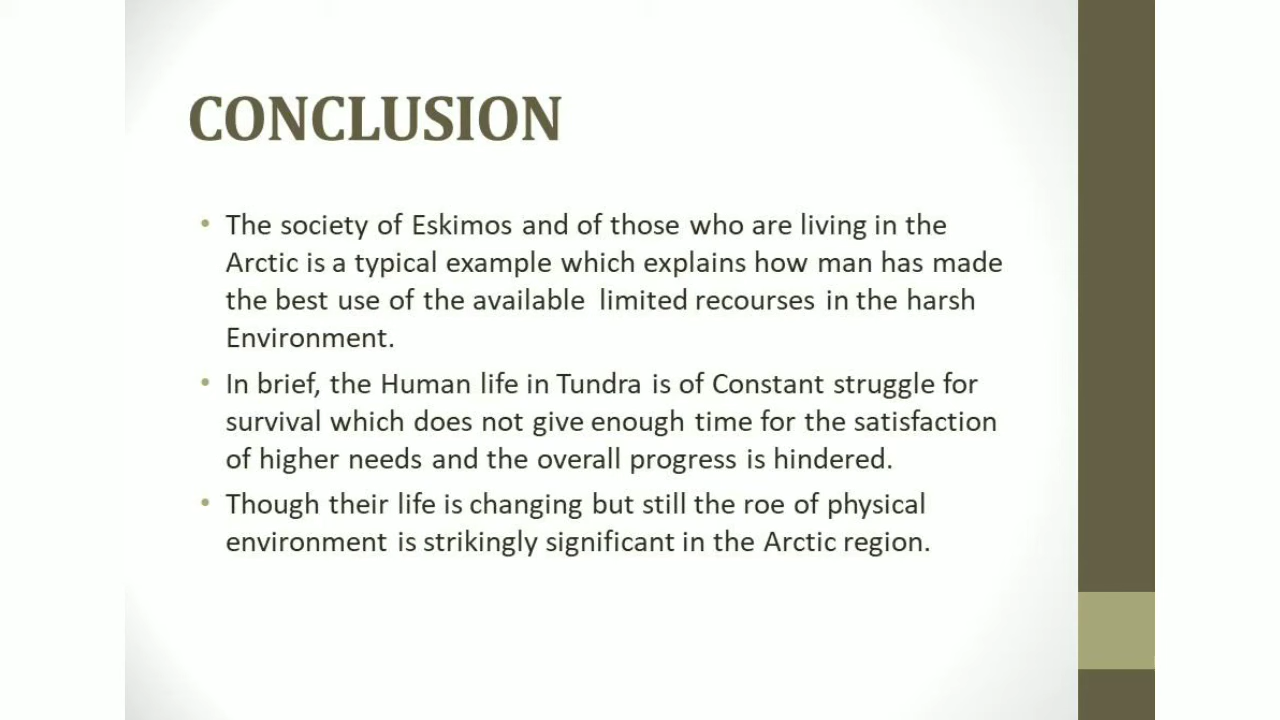 CONCLUSION
• The society of Eskimos and of those who are living in the
Arctic is a typical example which explains how man has made
the best use of the available  limited recourses in the harsh
Environment.
• In brief, the Human life in Tundra is of Constant struggle for
survival which does not give enough time for the satisfaction
of higher needs and the overall progress is hindered.
• Though their life is changing but still the roe of physical
environment is strikingly significant in the Arctic region.